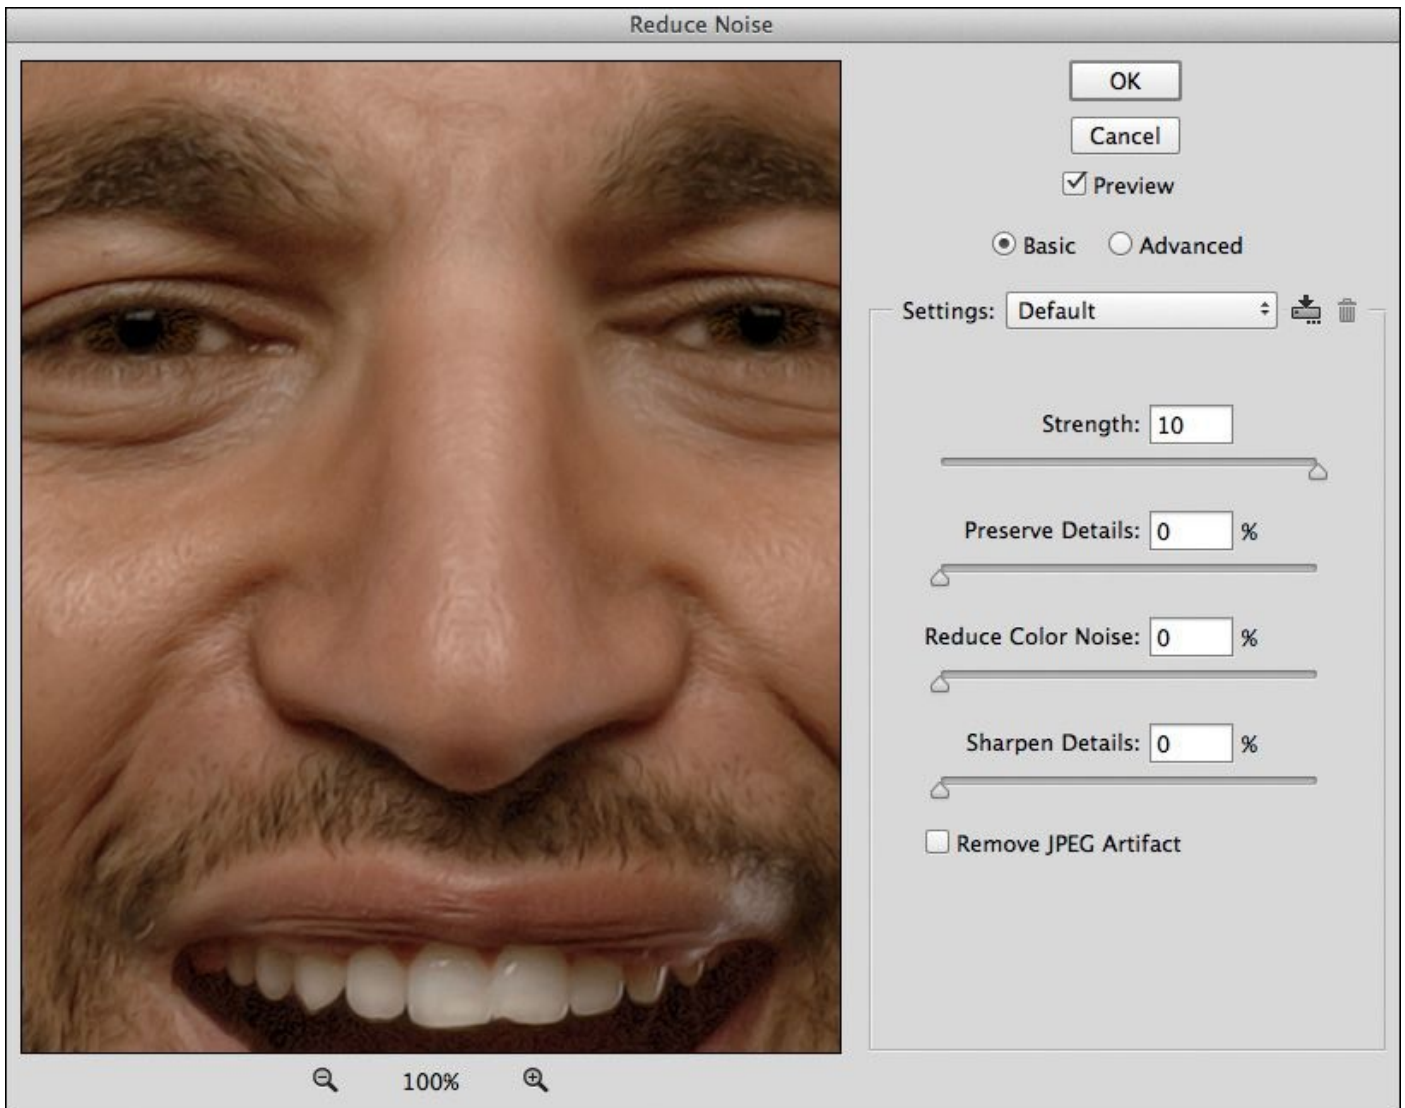 Reduce Noise
OK
Cancel
Preview
Basic Advanced
Settings: Default
Strength: 10
Preserve Details: 0 %
Reduce Color Noise: 0 %
Sharpen Details: 0 %
Remove JPEG Artifact
100%